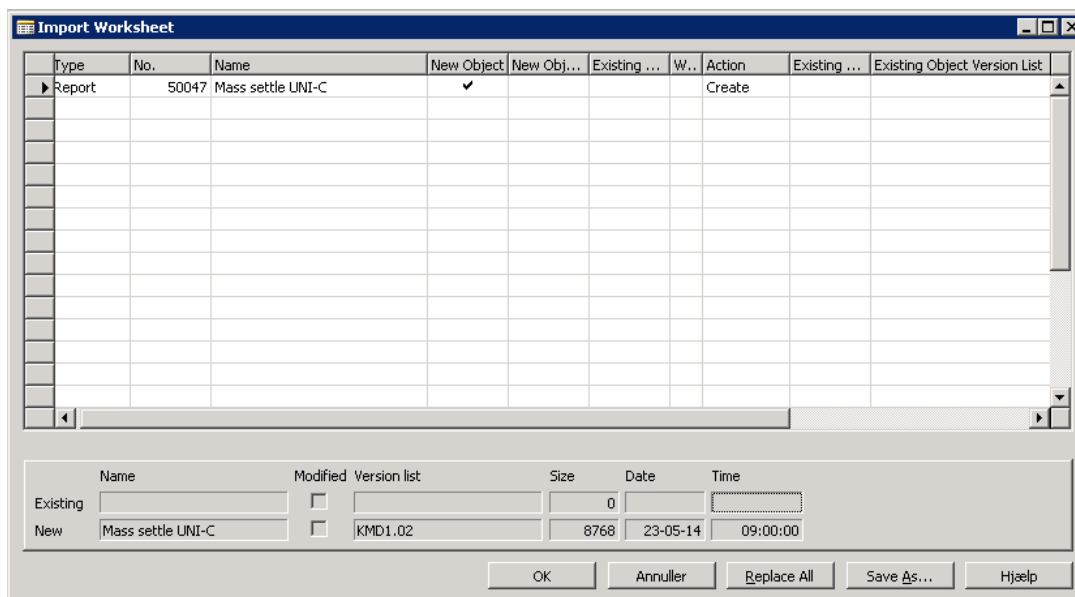 Import Worksheet
Type No. Name New Object New Obj... Existing ... W... Action Existing ... Existing Object Version List
Report 50047 Mass settle UNI-C ✔ Create
Name Modified Version list Size Date Time
Existing 0
New Mass settle UNI-C KMD1.02 8768 23-05-14 09:00:00
OK Annuller Replace All Save As... Hjælp